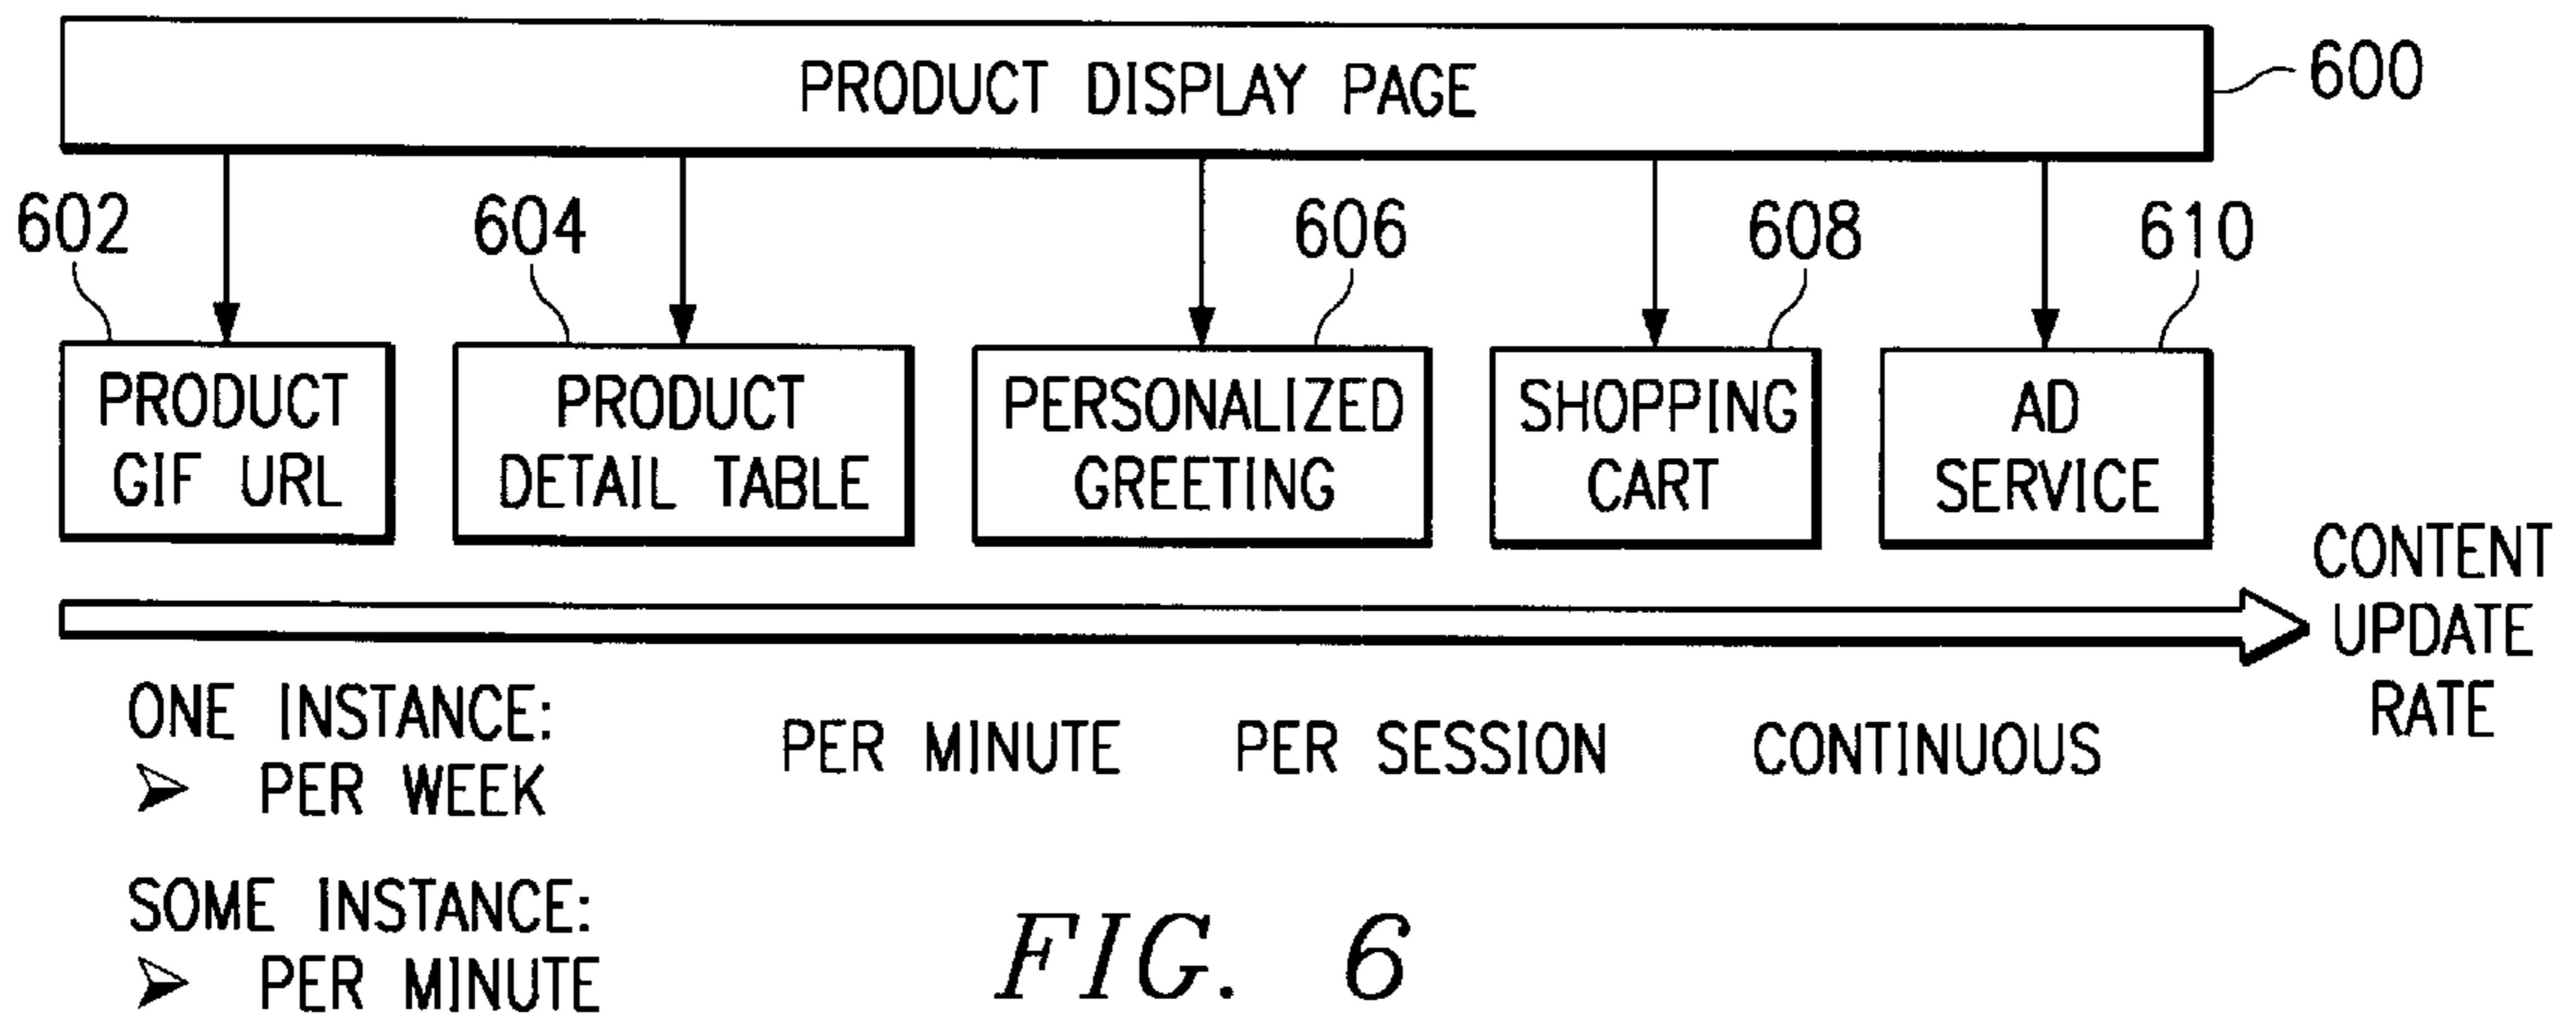 PRODUCT DISPLAY PAGE
600
602
604
606
608
610
PRODUCT
GIF URL
PRODUCT
DETAIL TABLE
PERSONALIZED
GREETING
SHOPPING
CART
AD
SERVICE
CONTENT
UPDATE
RATE
ONE INSTANCE:
➢ PER WEEK
PER MINUTE
PER SESSION
CONTINUOUS
SOME INSTANCE:
➢ PER MINUTE
FIG. 6